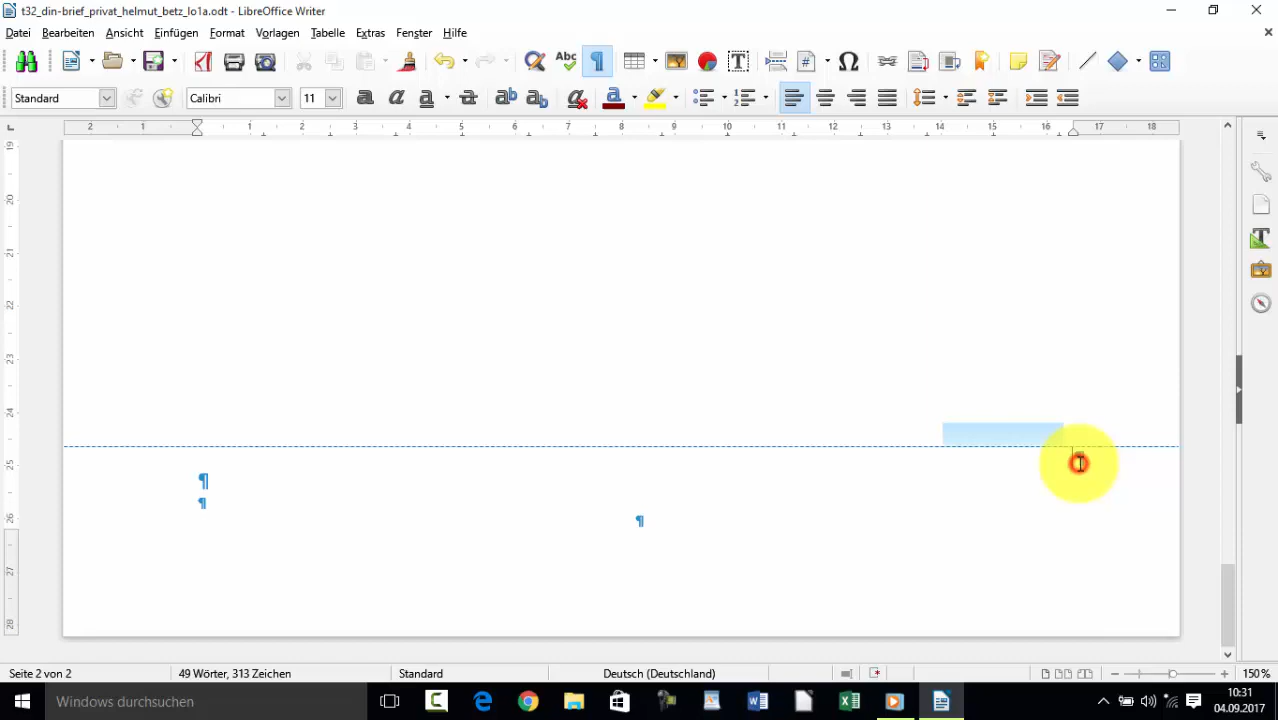 t32_din-brief_privat_helmut_betz_lo1a.odt - LibreOffice Writer
Datei Bearbeiten Ansicht Einfügen Format Vorlagen Tabelle Extras Fenster Hilfe
Abc ¶ # T Ω
Standard Calibri 11 a a a a ab ab a a
2 1 1 2 3 4 5 6 7 8 9 10 11 12 13 14 15 16 17 18
19
20
21
22
23
24
25
26
27
28
¶
¶
¶
Seite 2 von 2 49 Wörter, 313 Zeichen Standard Deutsch (Deutschland) 150%
Windows durchsuchen
10:31
04.09.2017